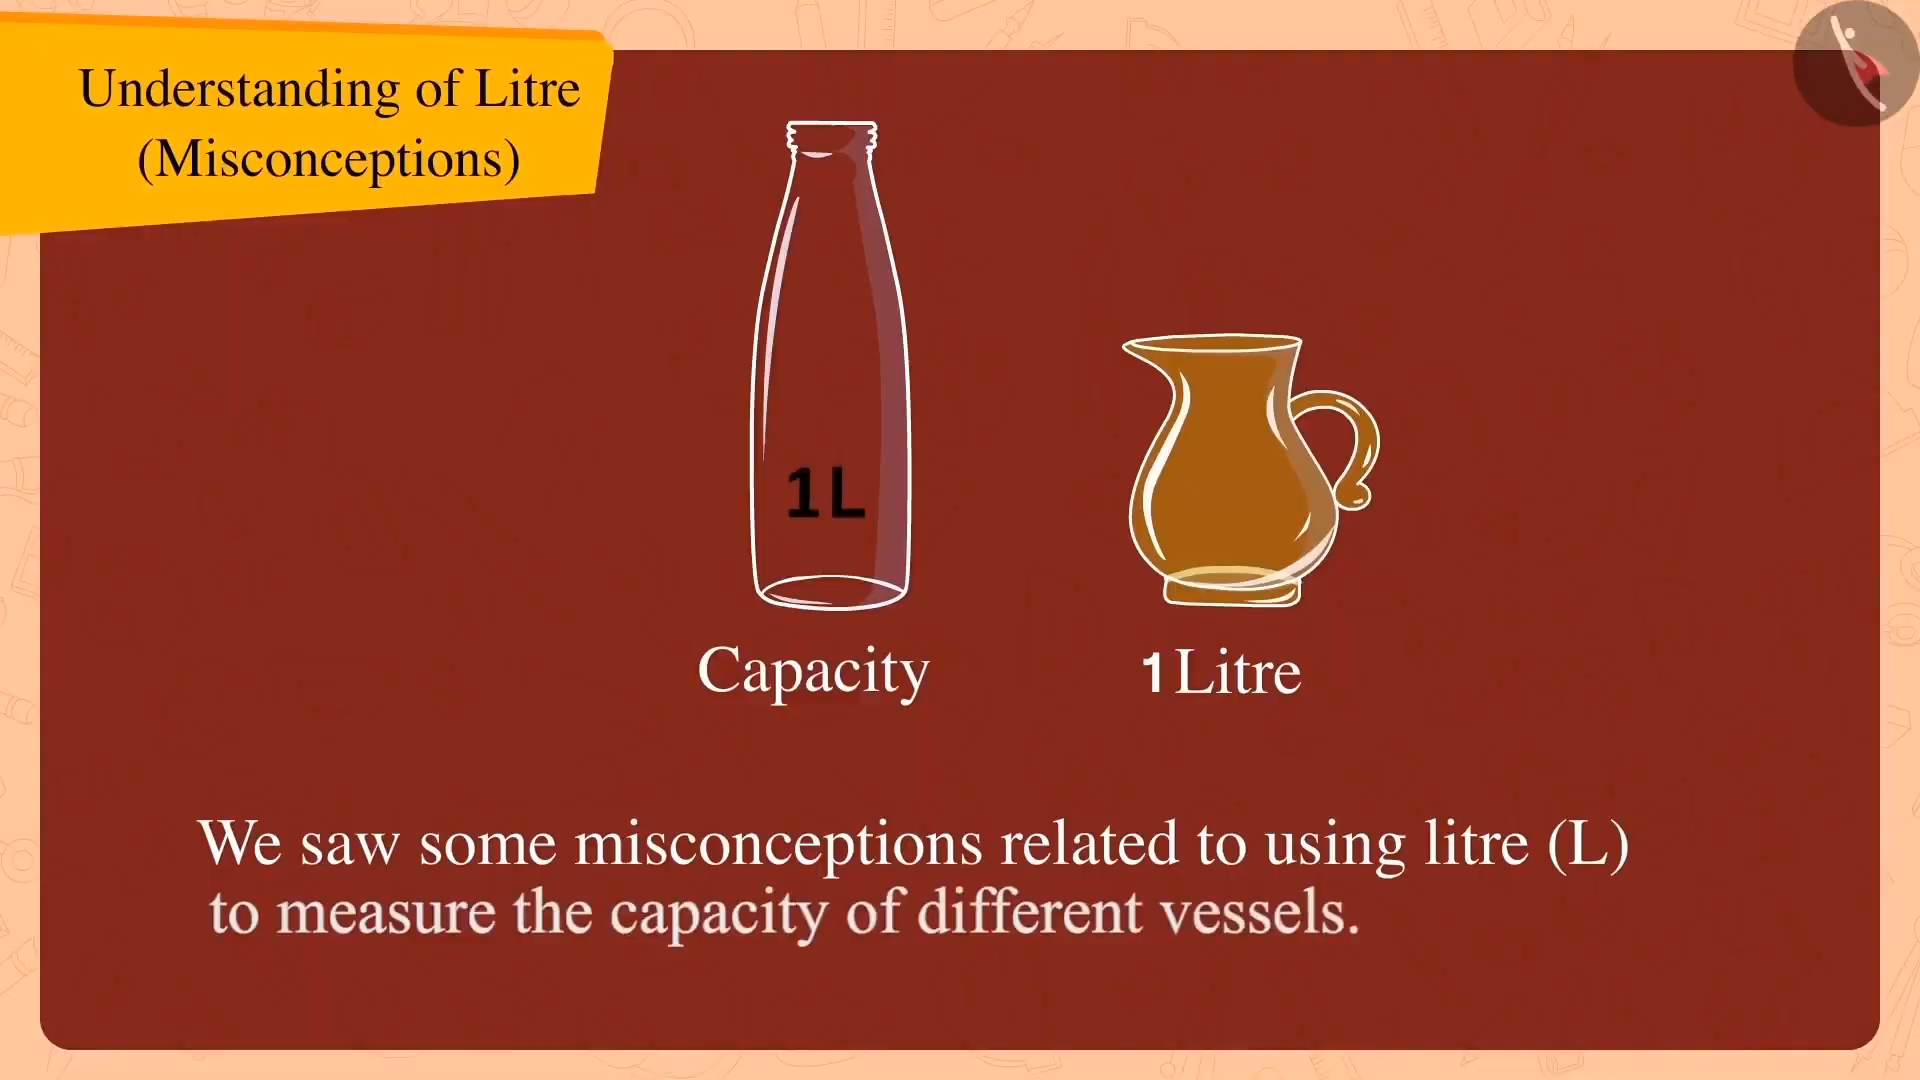 Understanding of Litre
(Misconceptions)
1L
Capacity
1 Litre
We saw some misconceptions related to using litre (L)
to measure the capacity of different vessels.